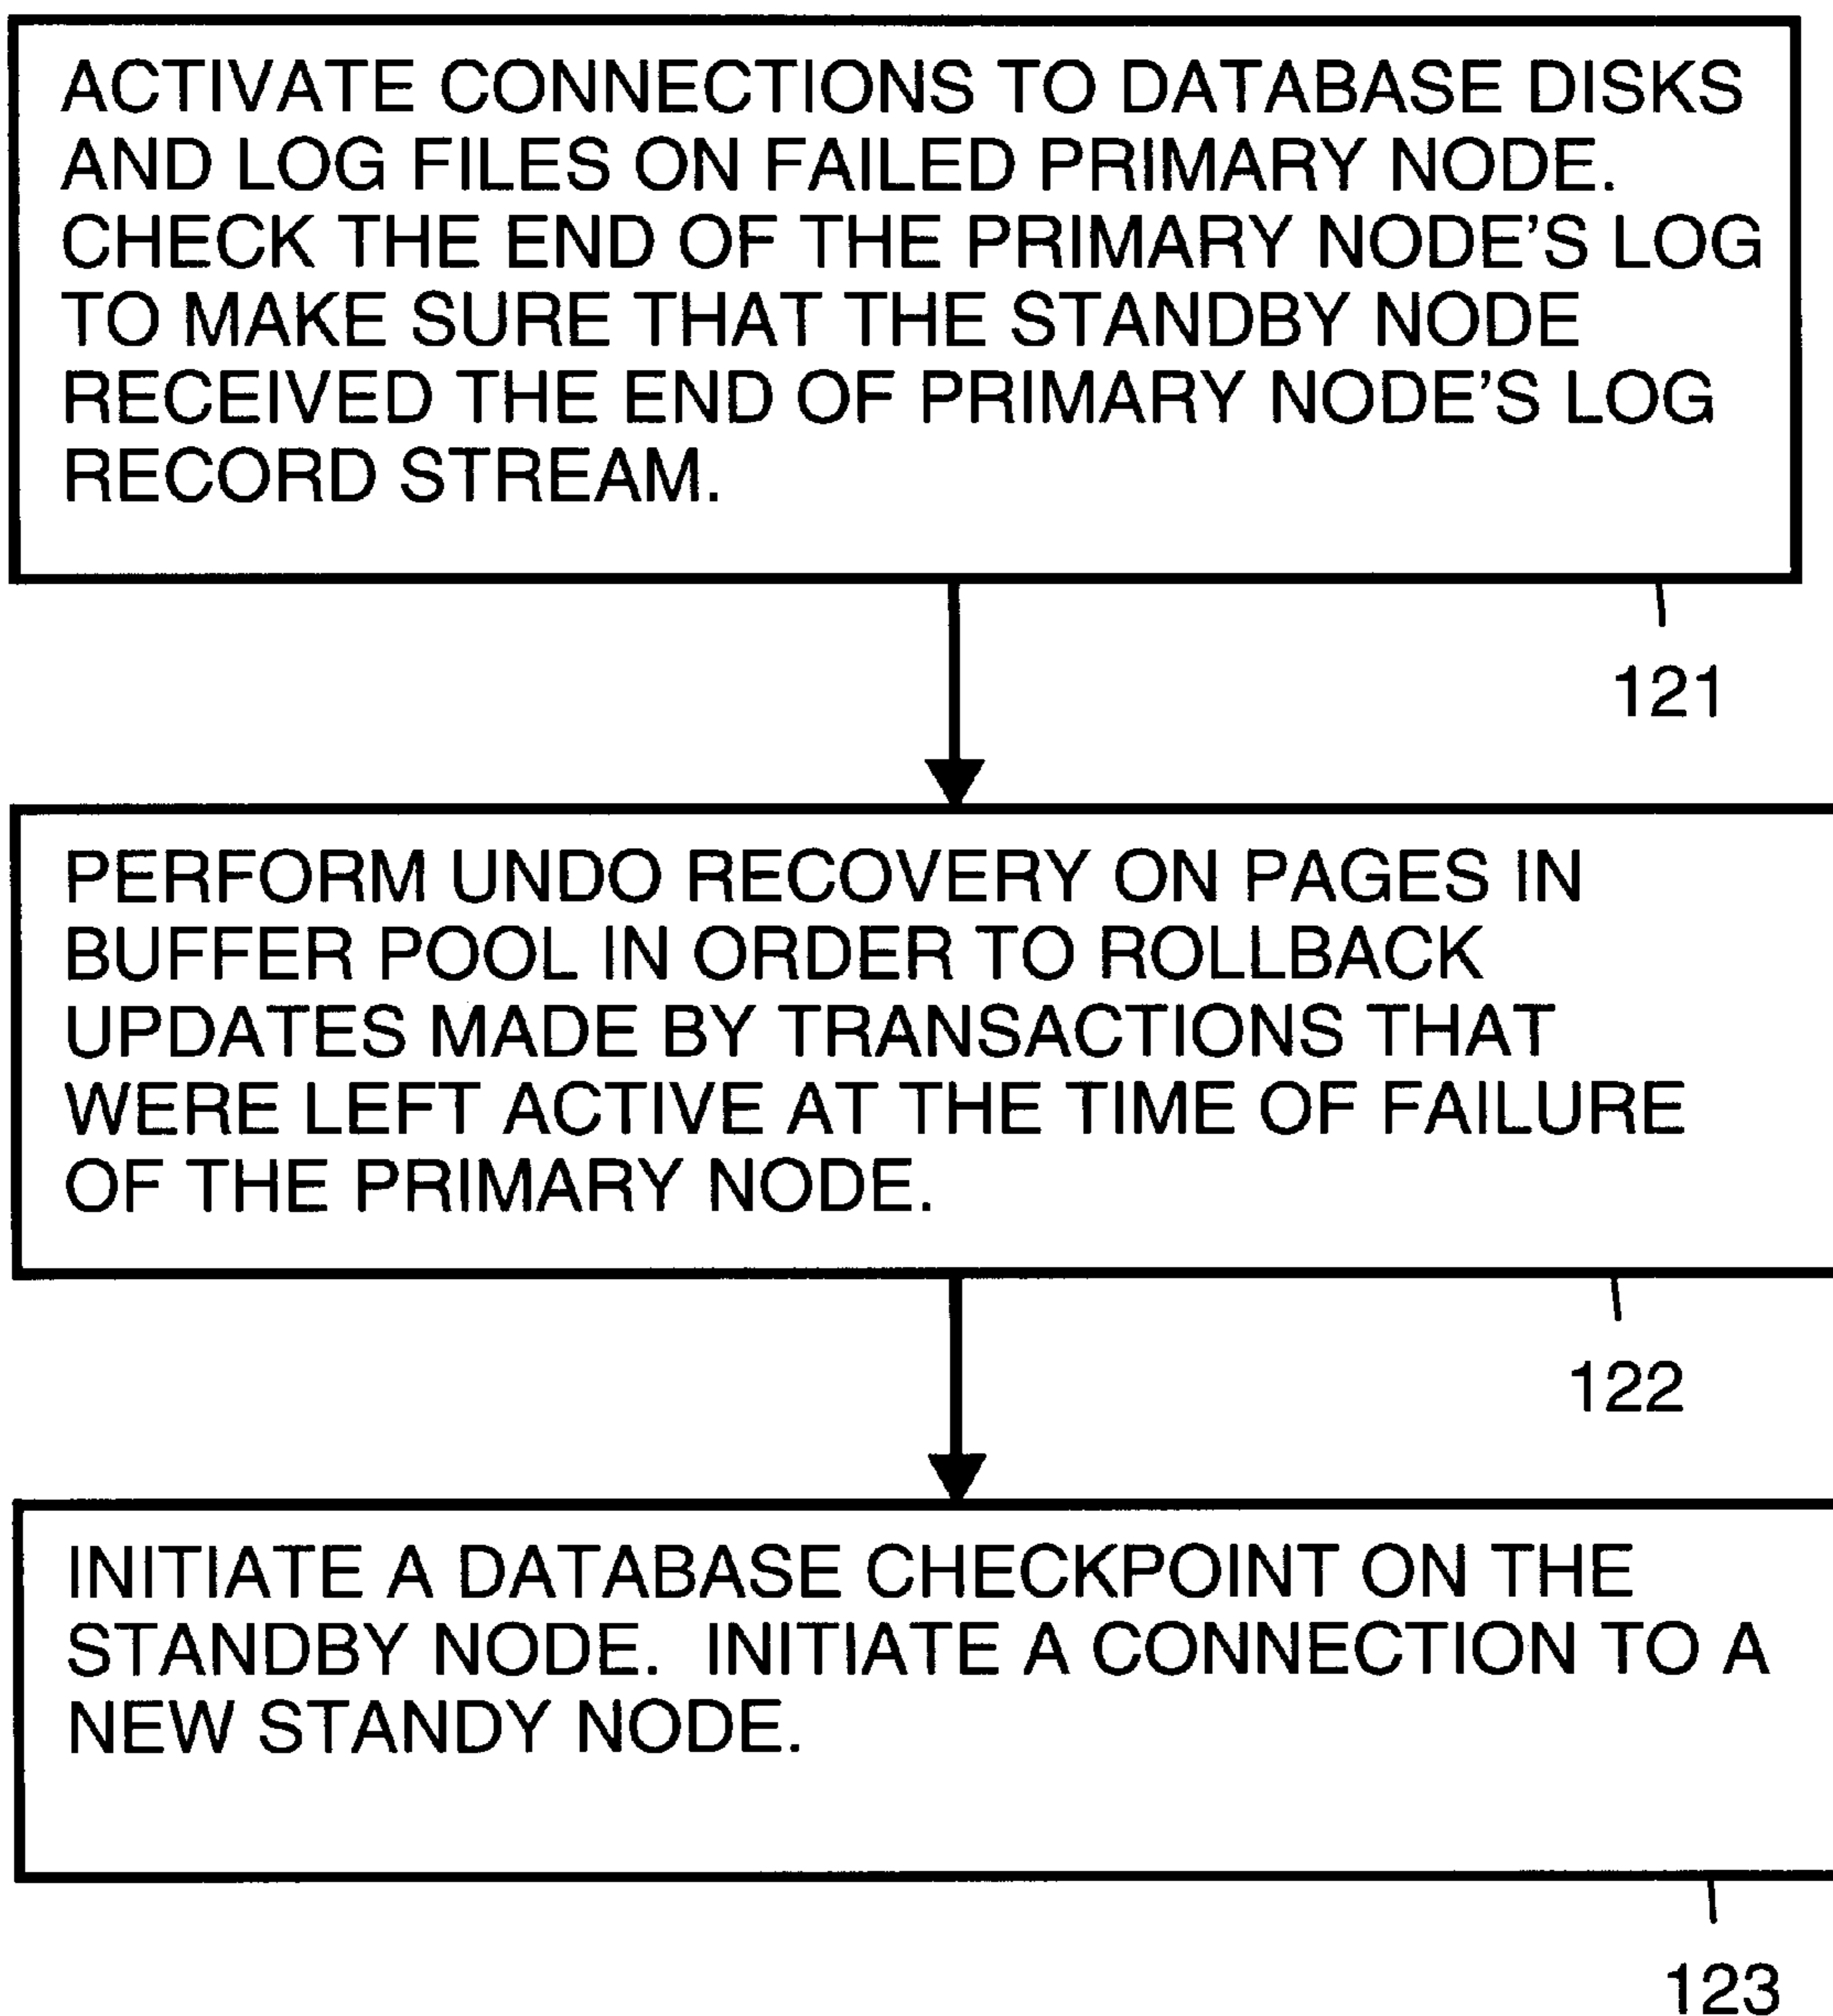 ACTIVATE CONNECTIONS TO DATABASE DISKS
AND LOG FILES ON FAILED PRIMARY NODE.
CHECK THE END OF THE PRIMARY NODE'S LOG
TO MAKE SURE THAT THE STANDBY NODE
RECEIVED THE END OF PRIMARY NODE'S LOG
RECORD STREAM.
121
PERFORM UNDO RECOVERY ON PAGES IN
BUFFER POOL IN ORDER TO ROLLBACK
UPDATES MADE BY TRANSACTIONS THAT
WERE LEFT ACTIVE AT THE TIME OF FAILURE
OF THE PRIMARY NODE.
122
INITIATE A DATABASE CHECKPOINT ON THE
STANDBY NODE. INITIATE A CONNECTION TO A
NEW STANDY NODE.
123